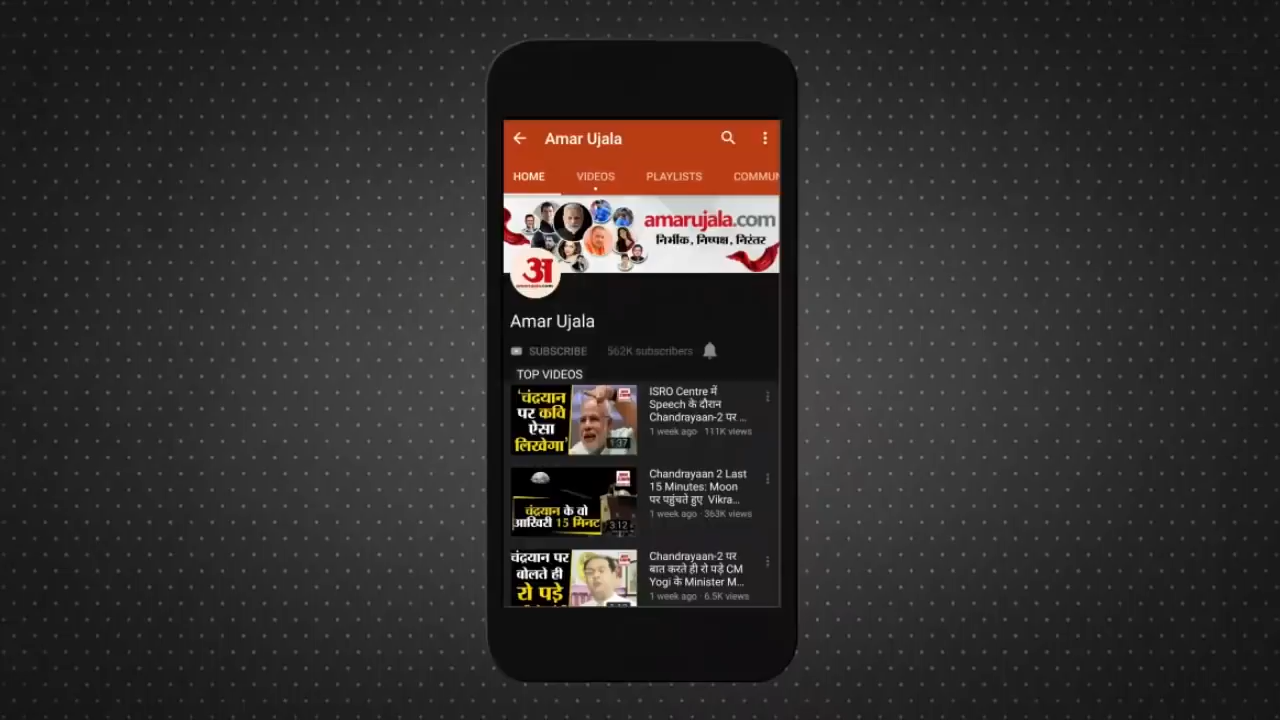 Amar Ujala
HOME VIDEOS PLAYLISTS COMMUN
amarujala.com
निर्भीक, निष्पक्ष, निरंतर
अ
amarujala.com
Amar Ujala
SUBSCRIBE 562K subscribers
TOP VIDEOS
'चंद्रयान
पर कवि
ऐसा
लिखेगा'
1:37
ISRO Centre में
Speech के दौरान
Chandrayaan-2 पर ...
1 week ago · 111K views
चंद्रयान के वो
आखिरी 15 मिनट
3:12
Chandrayaan 2 Last
15 Minutes: Moon
पर पहुंचते हुए Vikra...
1 week ago · 363K views
चंद्रयान पर
बोलते ही
रो पड़े
Chandrayaan-2 पर
बात करते ही रो पड़े CM
Yogi के Minister M...
1 week ago · 6.5K views